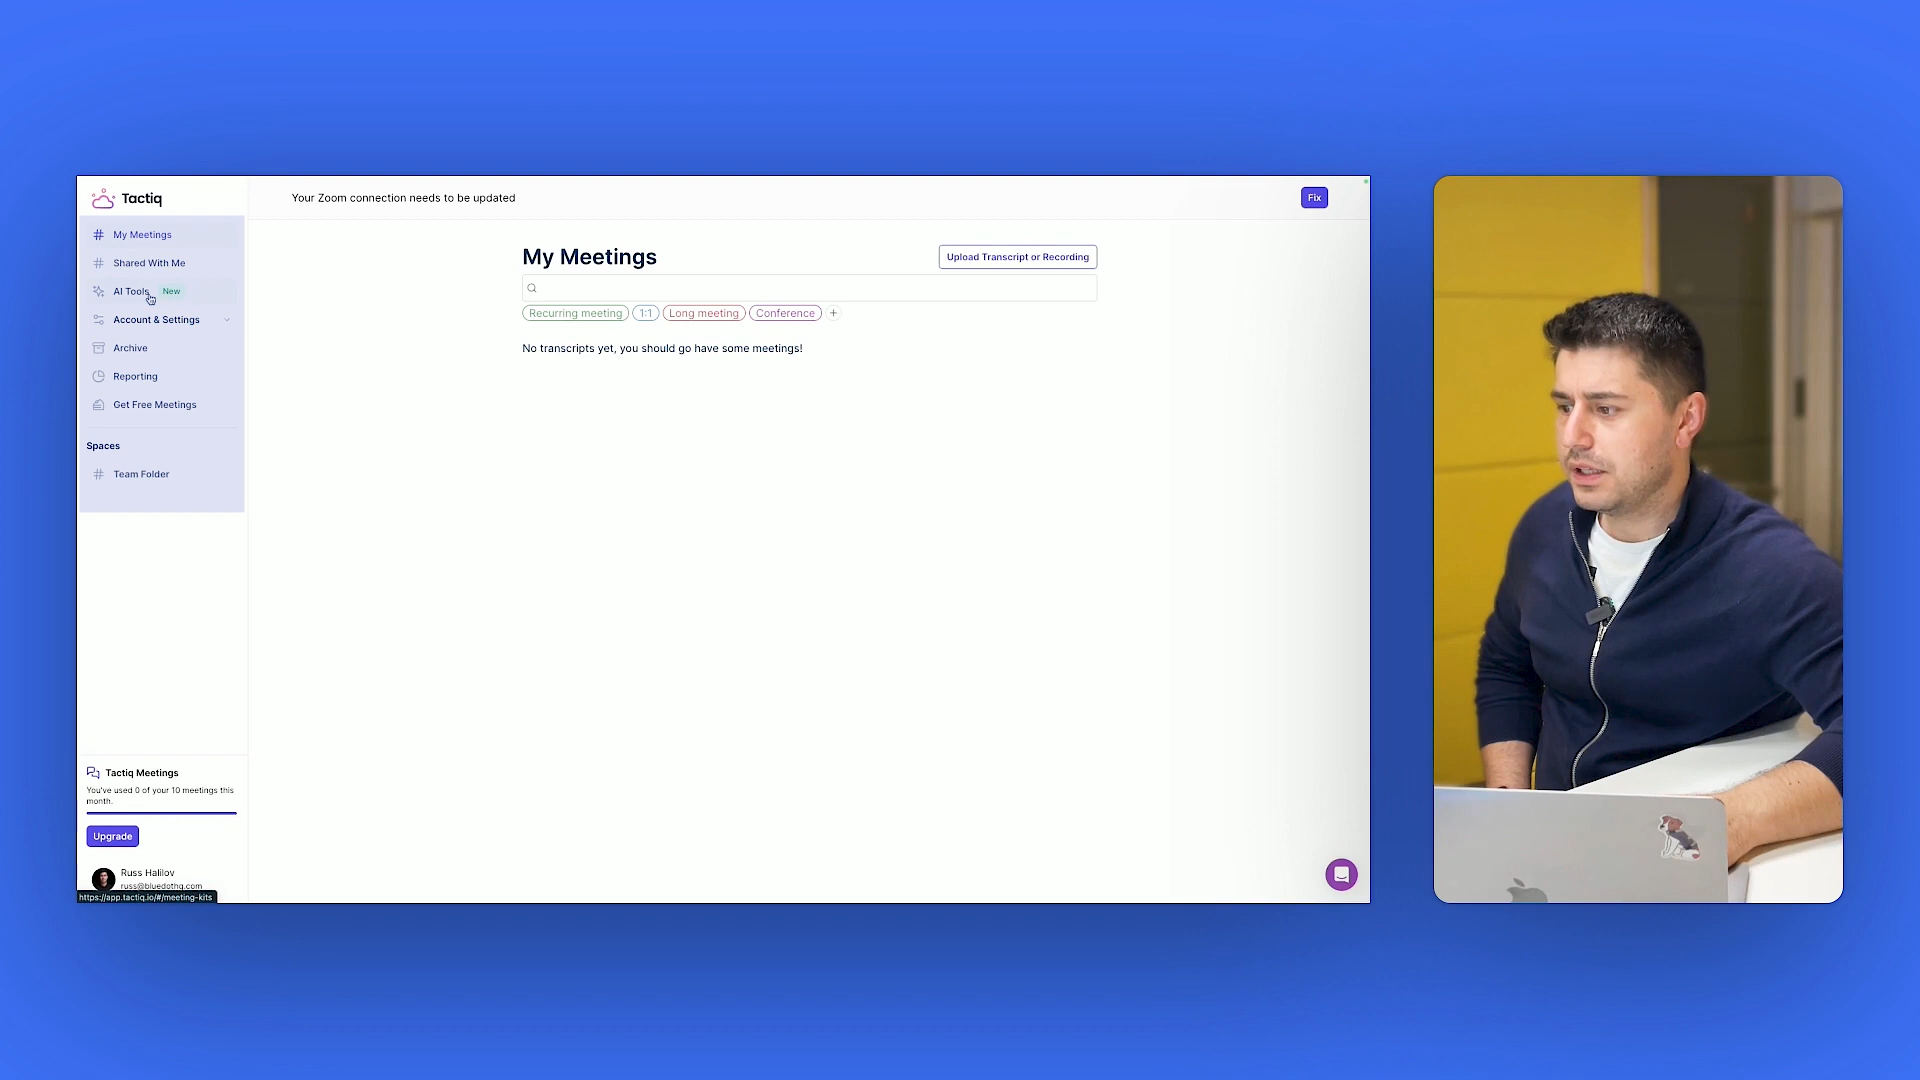 Tactiq
Your Zoom connection needs to be updated
Fix
My Meetings
Shared With Me
AI Tools New
Account & Settings
Archive
Reporting
Get Free Meetings
Spaces
Team Folder
My Meetings
Upload Transcript or Recording
Recurring meeting 1:1 Long meeting Conference +
No transcripts yet, you should go have some meetings!
Tactiq Meetings
You've used 0 of your 10 meetings this
month.
Upgrade
Russ Halilov
russ@bluedothq.com
https://app.tactiq.io/#/meeting-kits